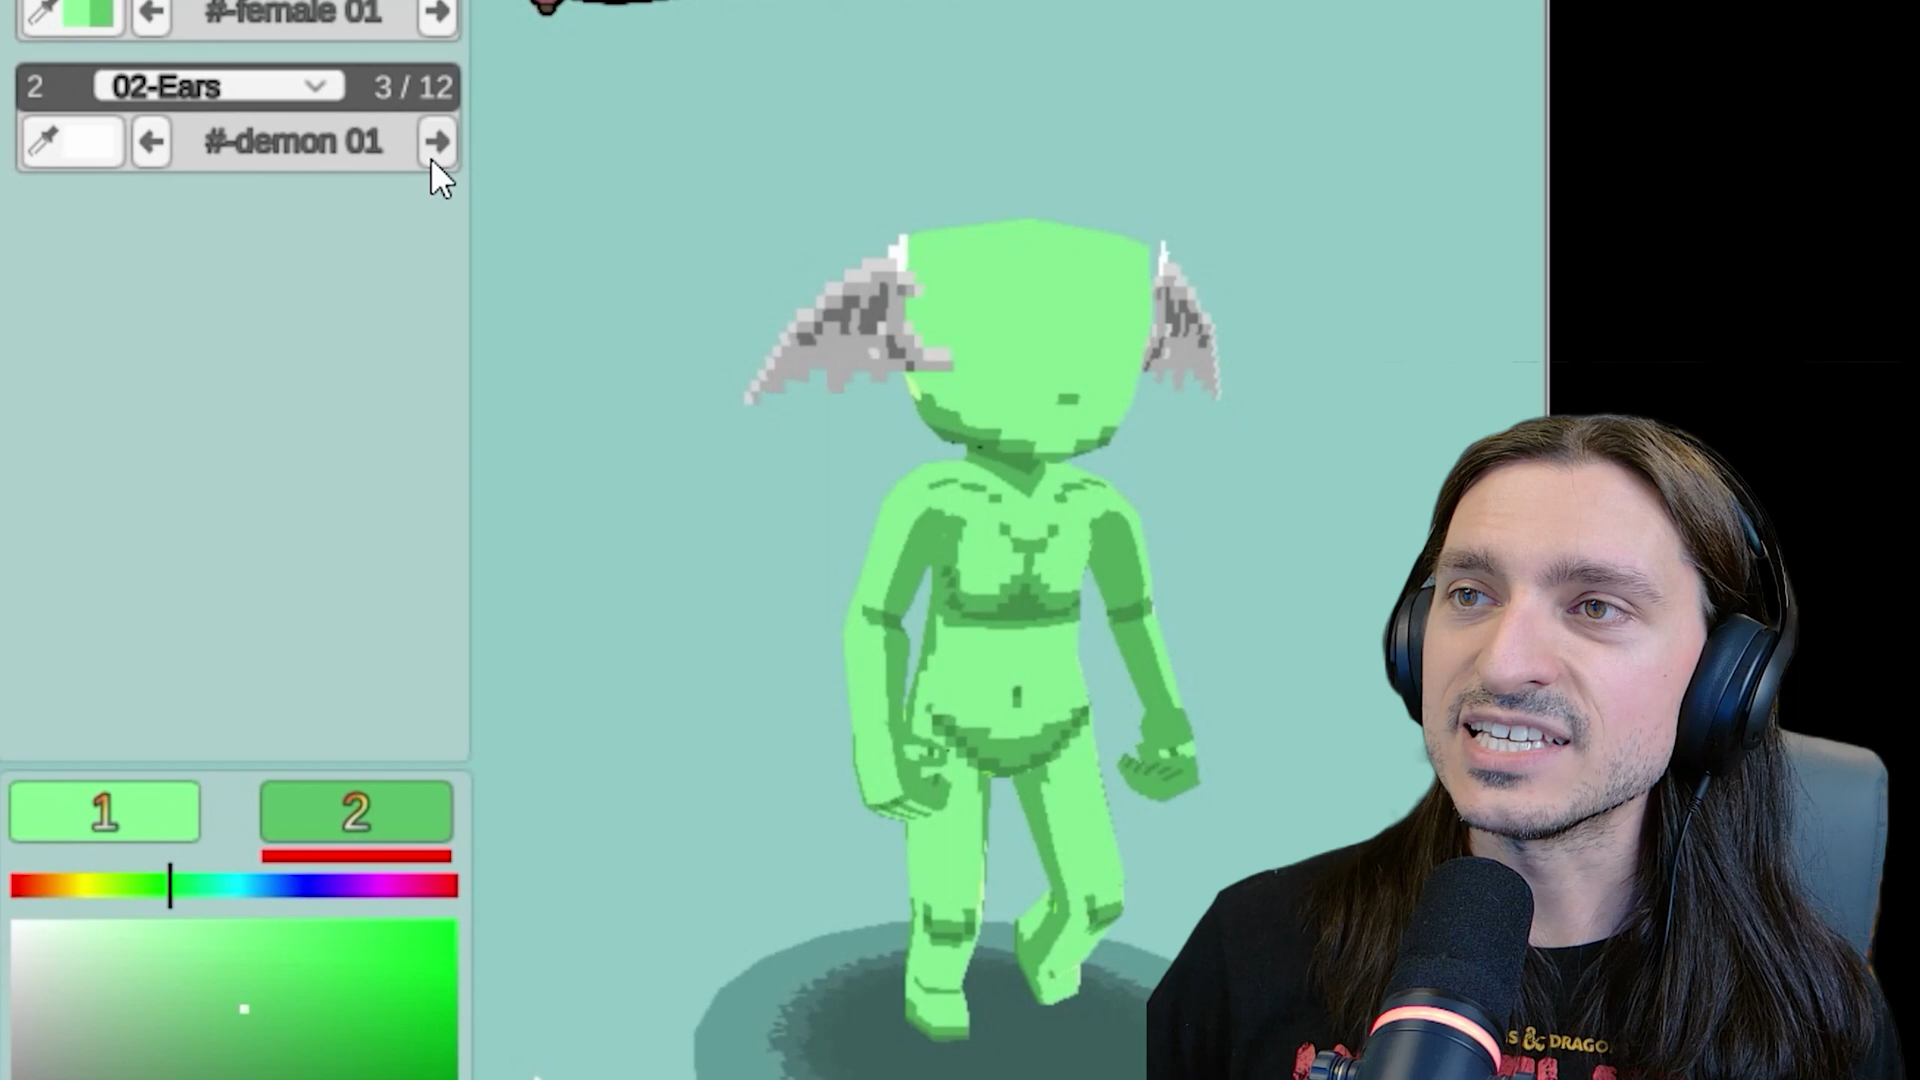 #-female 01
2 02-Ears 3 / 12
#-demon 01
1 2
& DRAGO